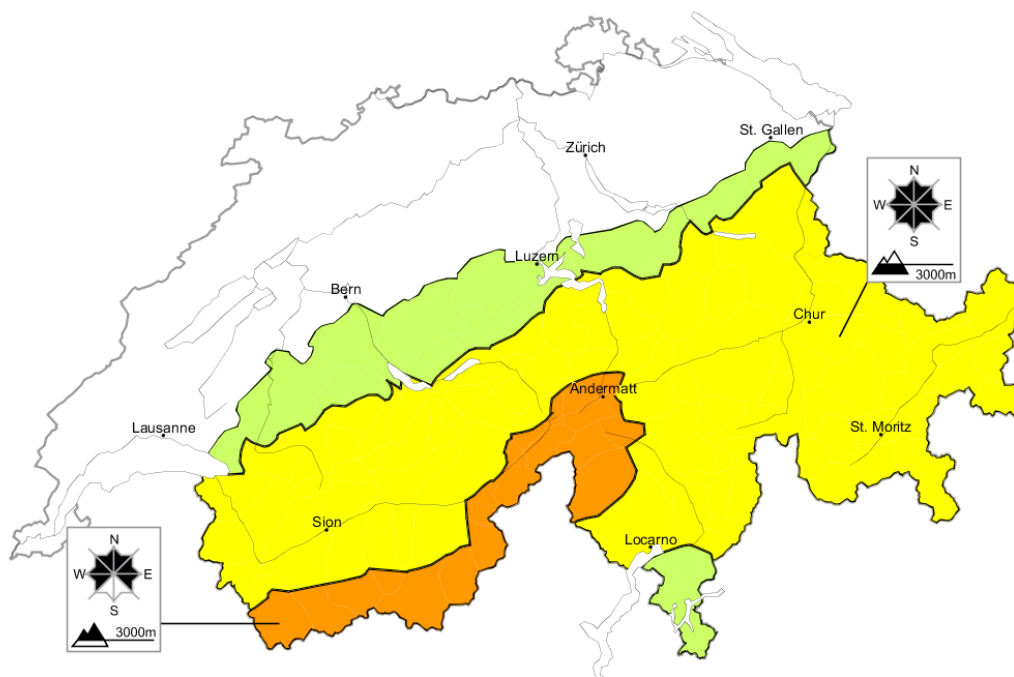 St. Gallen
Zürich
N
W E
S
3000m
Luzern
Bern
Chur
Andermatt
Lausanne
St. Moritz
Sion
Locarno
N
W E
S
3000m